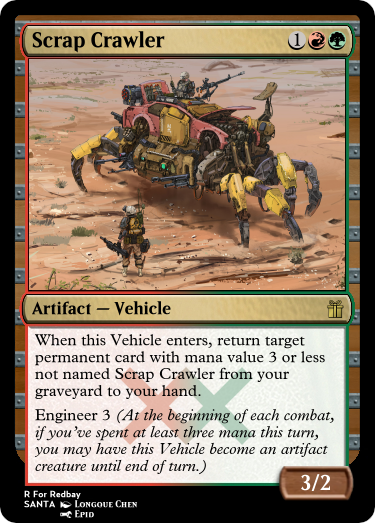 Scrap Crawler 1
Artifact — Vehicle
When this Vehicle enters, return target
permanent card with mana value 3 or less
not named Scrap Crawler from your
graveyard to your hand.
Engineer 3 (At the beginning of each combat,
if you've spent at least three mana this turn,
you may have this Vehicle become an artifact
creature until end of turn.)
3/2
R For Redbay
SANTA Longque Chen
Epid